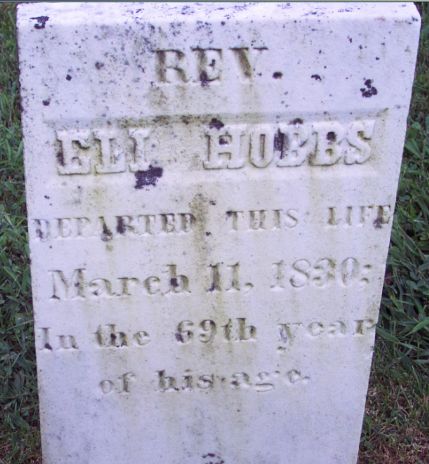 REV.
ELI HOBBS
DEPARTED THIS LIFE
March 11, 1830;
In the 69th year
of his age.